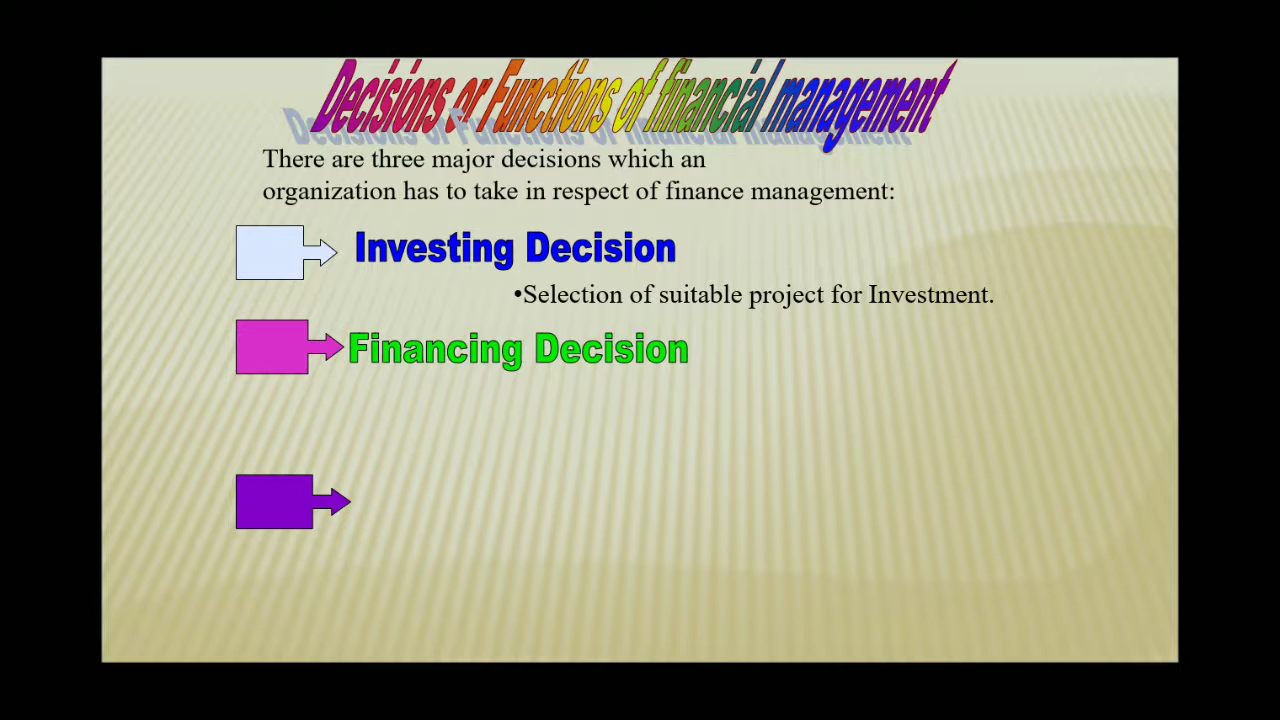 Decisions or Functions of financial management
There are three major decisions which an
organization has to take in respect of finance management:
Investing Decision
•Selection of suitable project for Investment.
Financing Decision